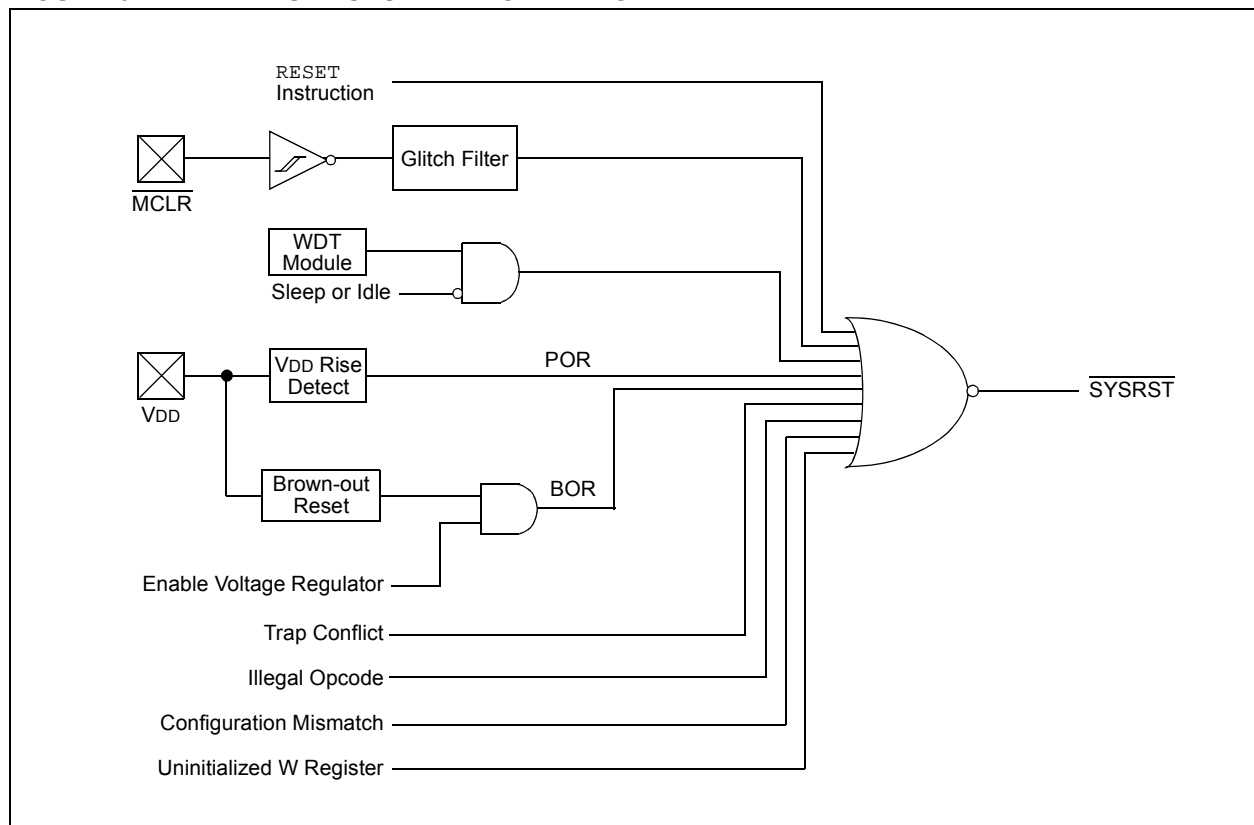 RESET
Instruction
Glitch Filter
MCLR
WDT
Module
Sleep or Idle
VDD Rise
Detect
POR
VDD
SYSRST
Brown-out
Reset
BOR
Enable Voltage Regulator
Trap Conflict
Illegal Opcode
Configuration Mismatch
Uninitialized W Register